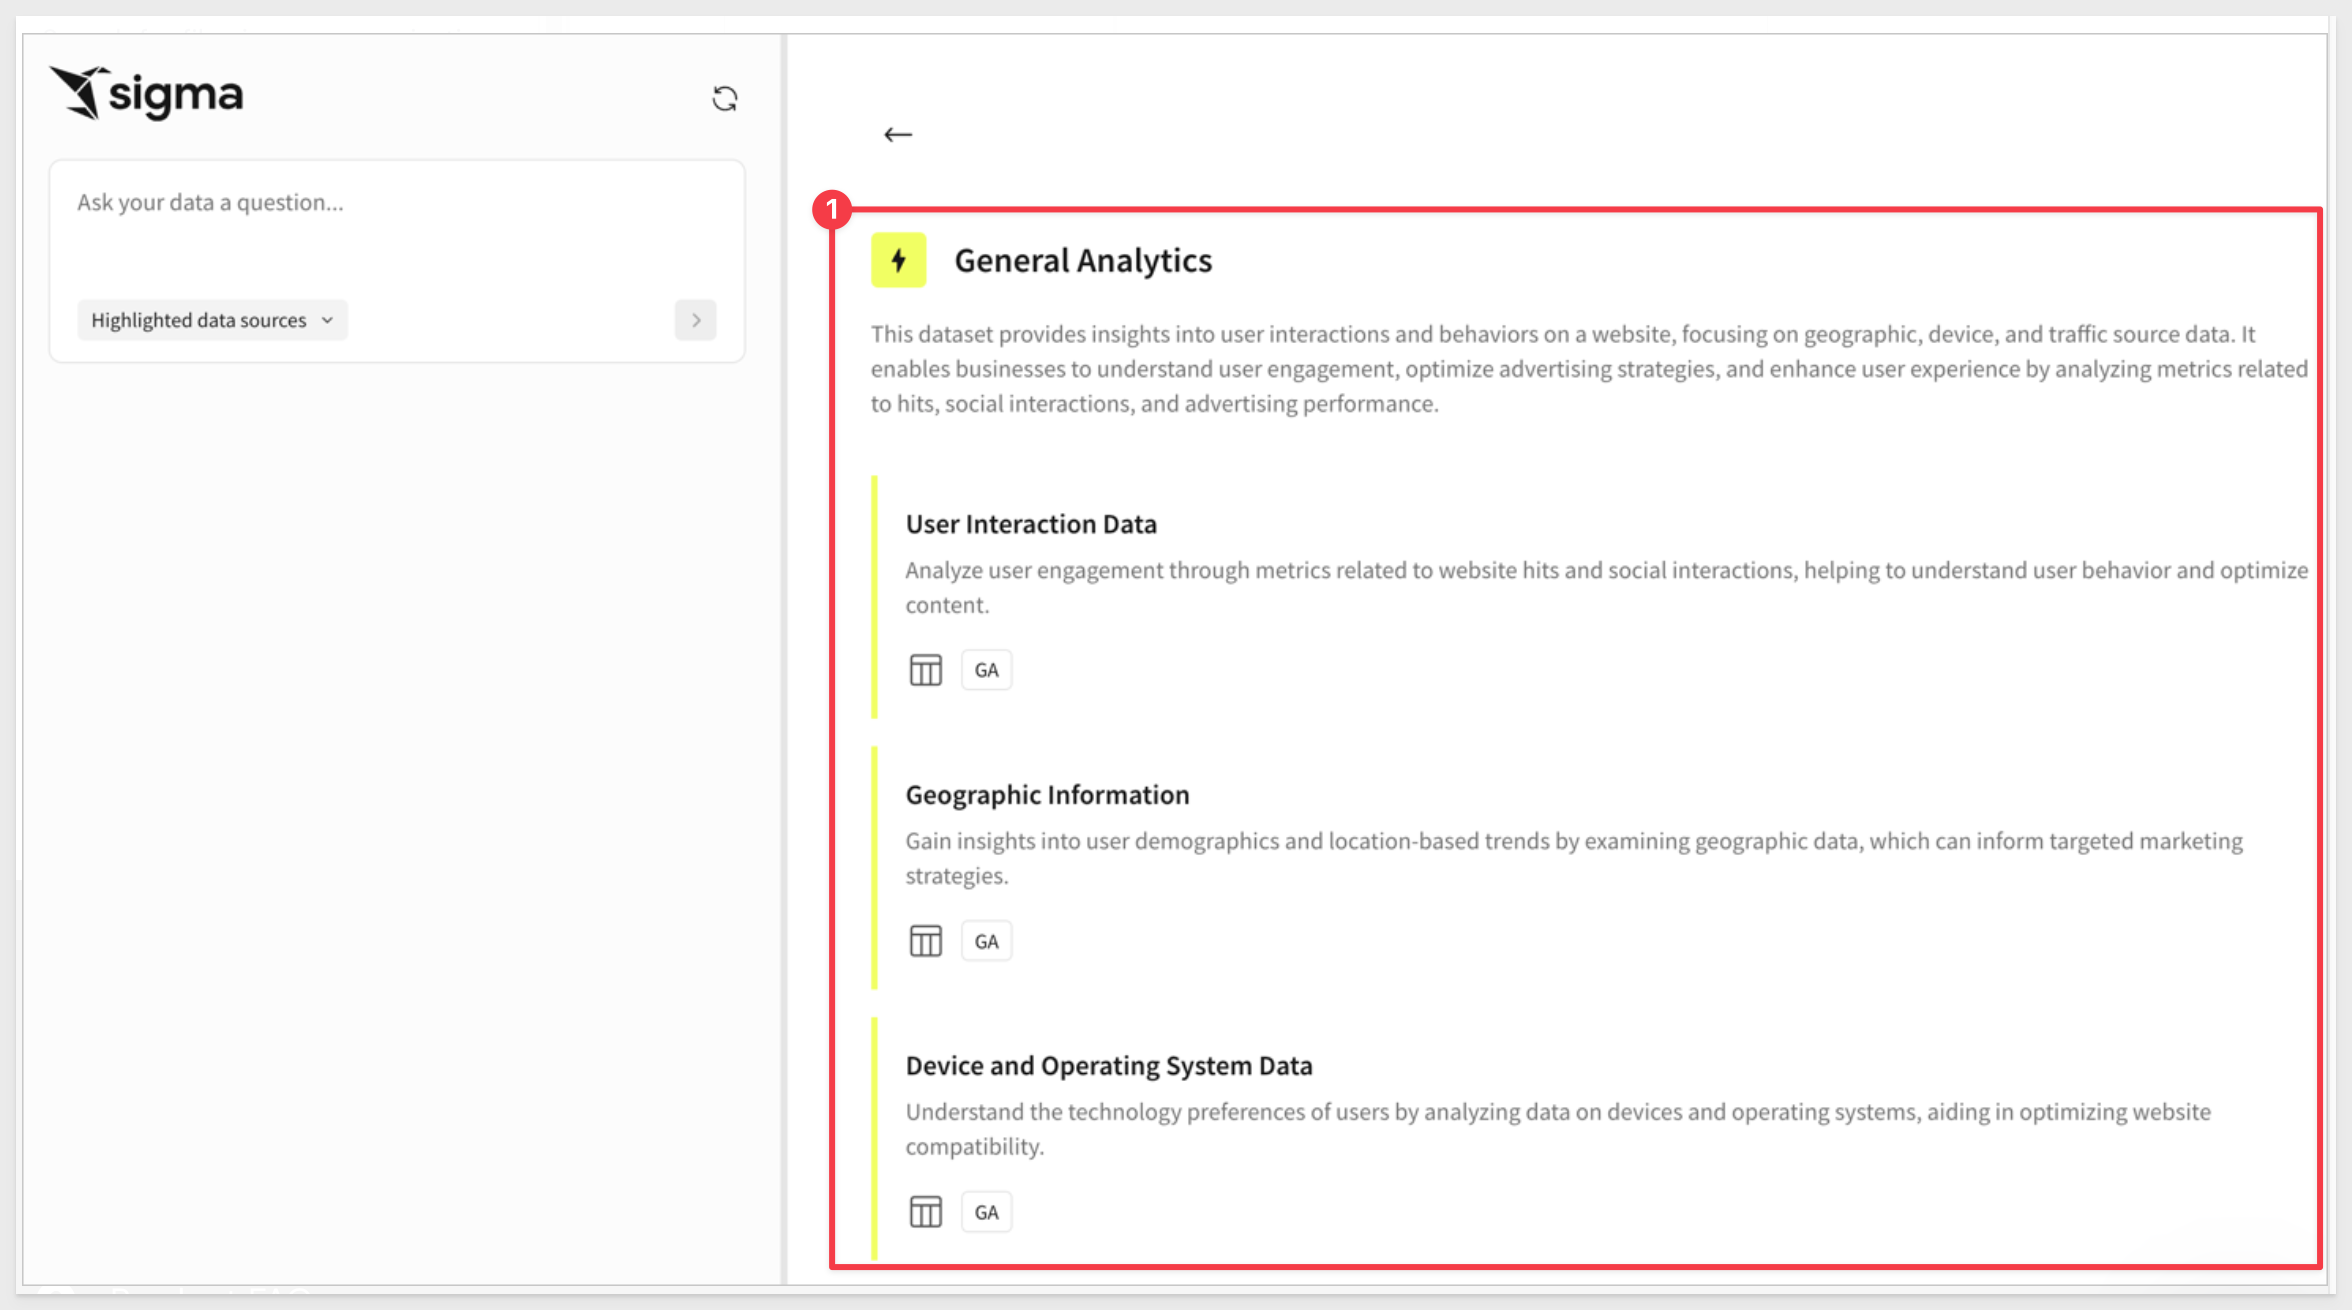 sigma
Ask your data a question...
Highlighted data sources
1
General Analytics
This dataset provides insights into user interactions and behaviors on a website, focusing on geographic, device, and traffic source data. It
enables businesses to understand user engagement, optimize advertising strategies, and enhance user experience by analyzing metrics related
to hits, social interactions, and advertising performance.
User Interaction Data
Analyze user engagement through metrics related to website hits and social interactions, helping to understand user behavior and optimize
content.
GA
Geographic Information
Gain insights into user demographics and location-based trends by examining geographic data, which can inform targeted marketing
strategies.
GA
Device and Operating System Data
Understand the technology preferences of users by analyzing data on devices and operating systems, aiding in optimizing website
compatibility.
GA